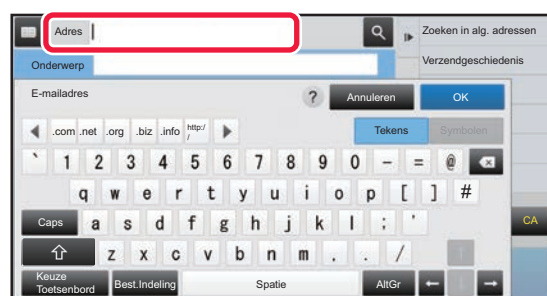 Adres
Zoeken in alg. adressen
Onderwerp
Verzendgeschiedenis
E-mailadres
?
Annuleren
OK
.com .net .org .biz .info http:/
/
Tekens
Symbolen
` 1 2 3 4 5 6 7 8 9 0 - = @
q w e r t y u i o p [ ] #
Caps a s d f g h j k l ; '
CA
z x c v b n m , . /
Keuze
Toetsenbord
Best.Indeling
Spatie
AltGr